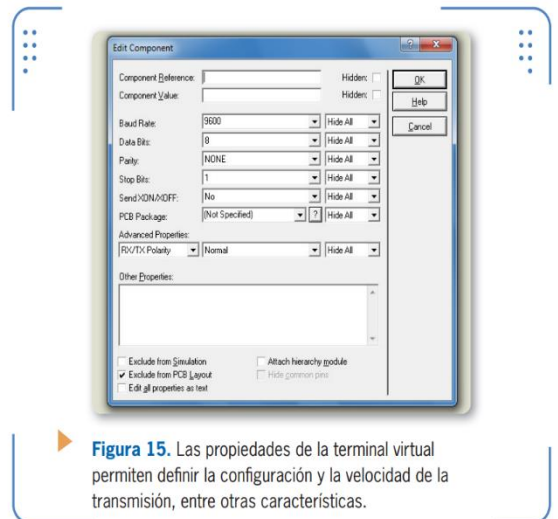 Edit Component
Component Reference: Hidden:
Component Value: Hidden:
OK
Help
Cancel
Baud Rate: 9600 Hide All
Data Bits: 8 Hide All
Parity: NONE Hide All
Stop Bits: 1 Hide All
Send XON/XOFF: No Hide All
PCB Package: (Not Specified) ? Hide All
Advanced Properties:
RX/TX Polarity Normal Hide All
Other Properties:
Exclude from Simulation Attach hierarchy module
Exclude from PCB Layout Hide common pins
Edit all properties as text
Figura 15. Las propiedades de la terminal virtual
permiten definir la configuración y la velocidad de la
transmisión, entre otras características.